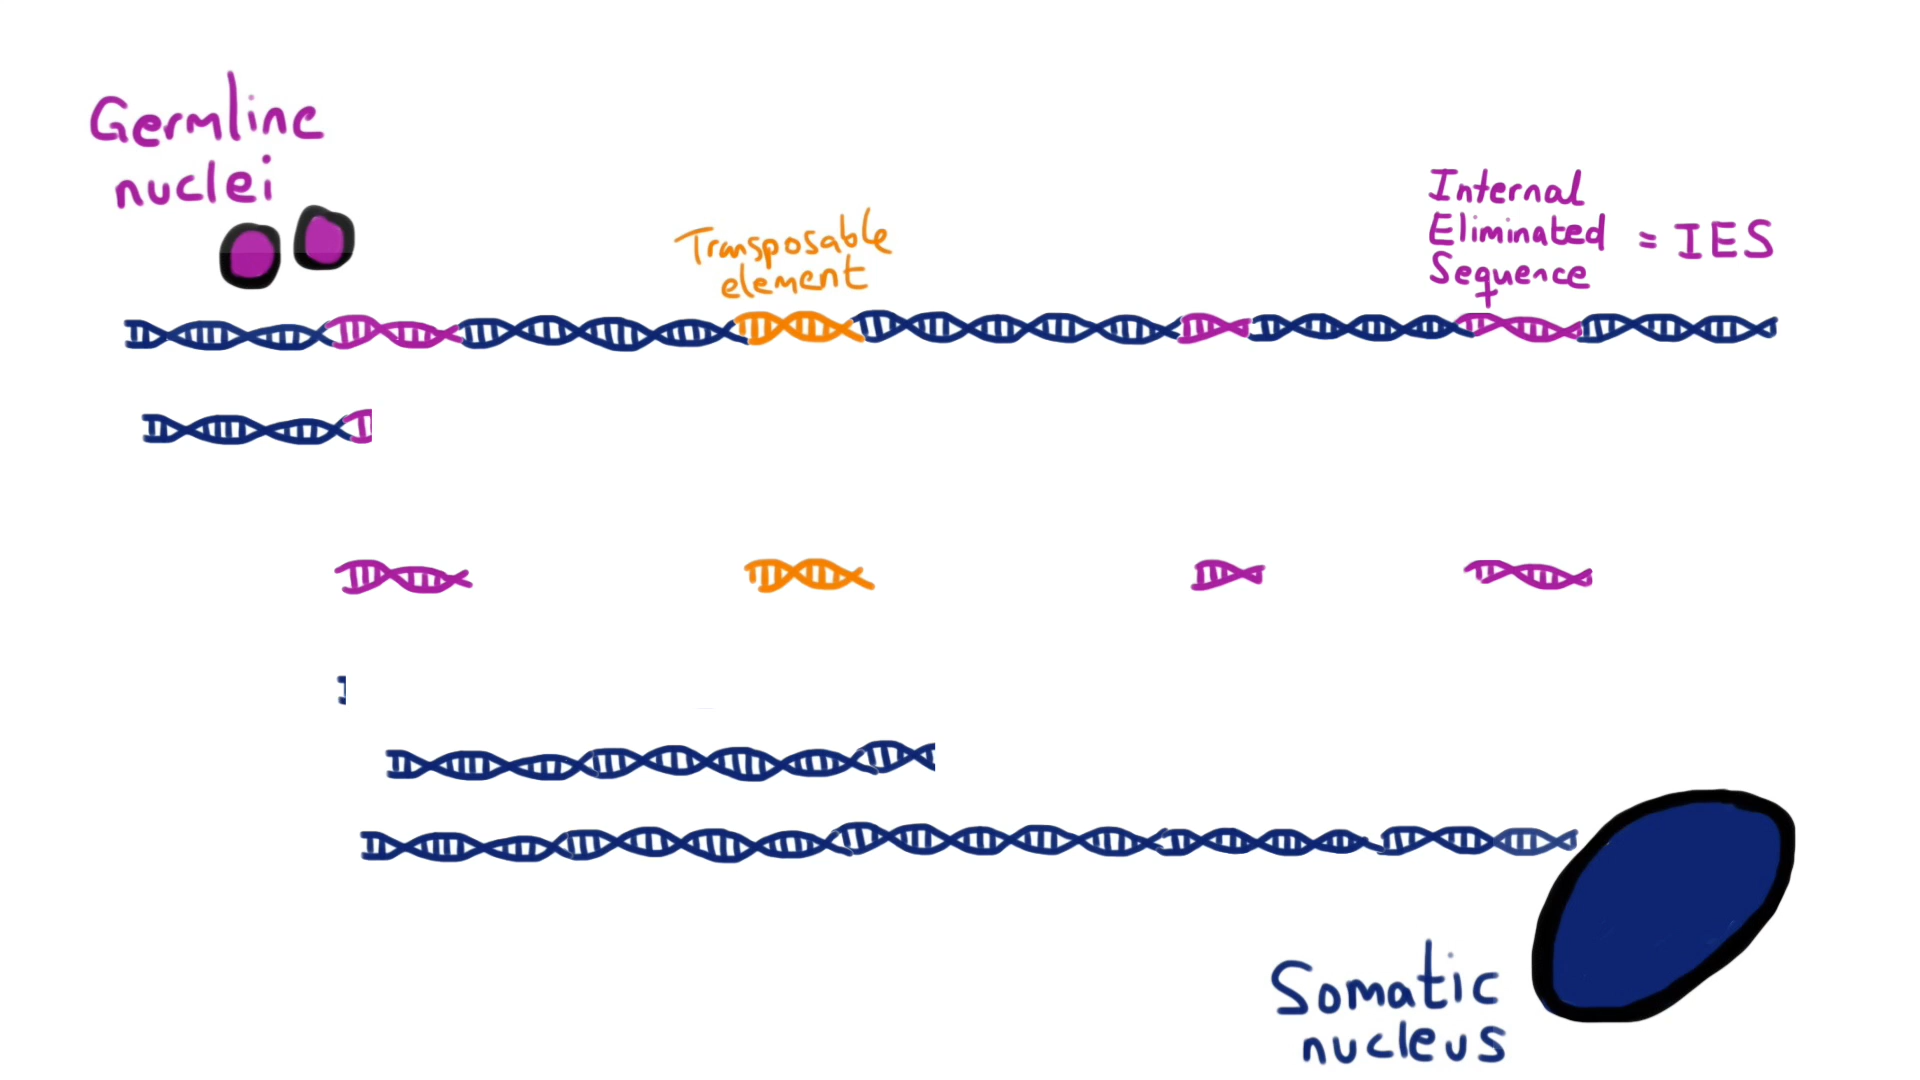 Germline
nuclei
Transposable
element
Internal
Eliminated = IES
Sequence
Somatic
nucleus